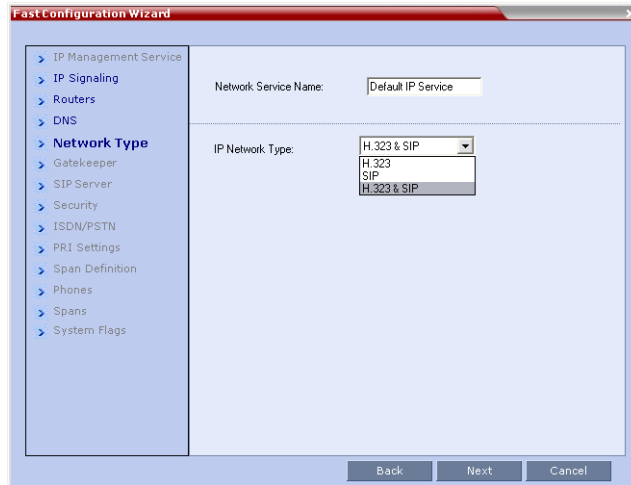 Fast Configuration Wizard
IP Management Service
IP Signaling
Routers
DNS
Network Type
Gatekeeper
SIP Server
Security
ISDN/PSTN
PRI Settings
Span Definition
Phones
Spans
System Flags
Network Service Name: Default IP Service
IP Network Type: H.323 & SIP
H.323
SIP
H.323 & SIP
Back Next Cancel